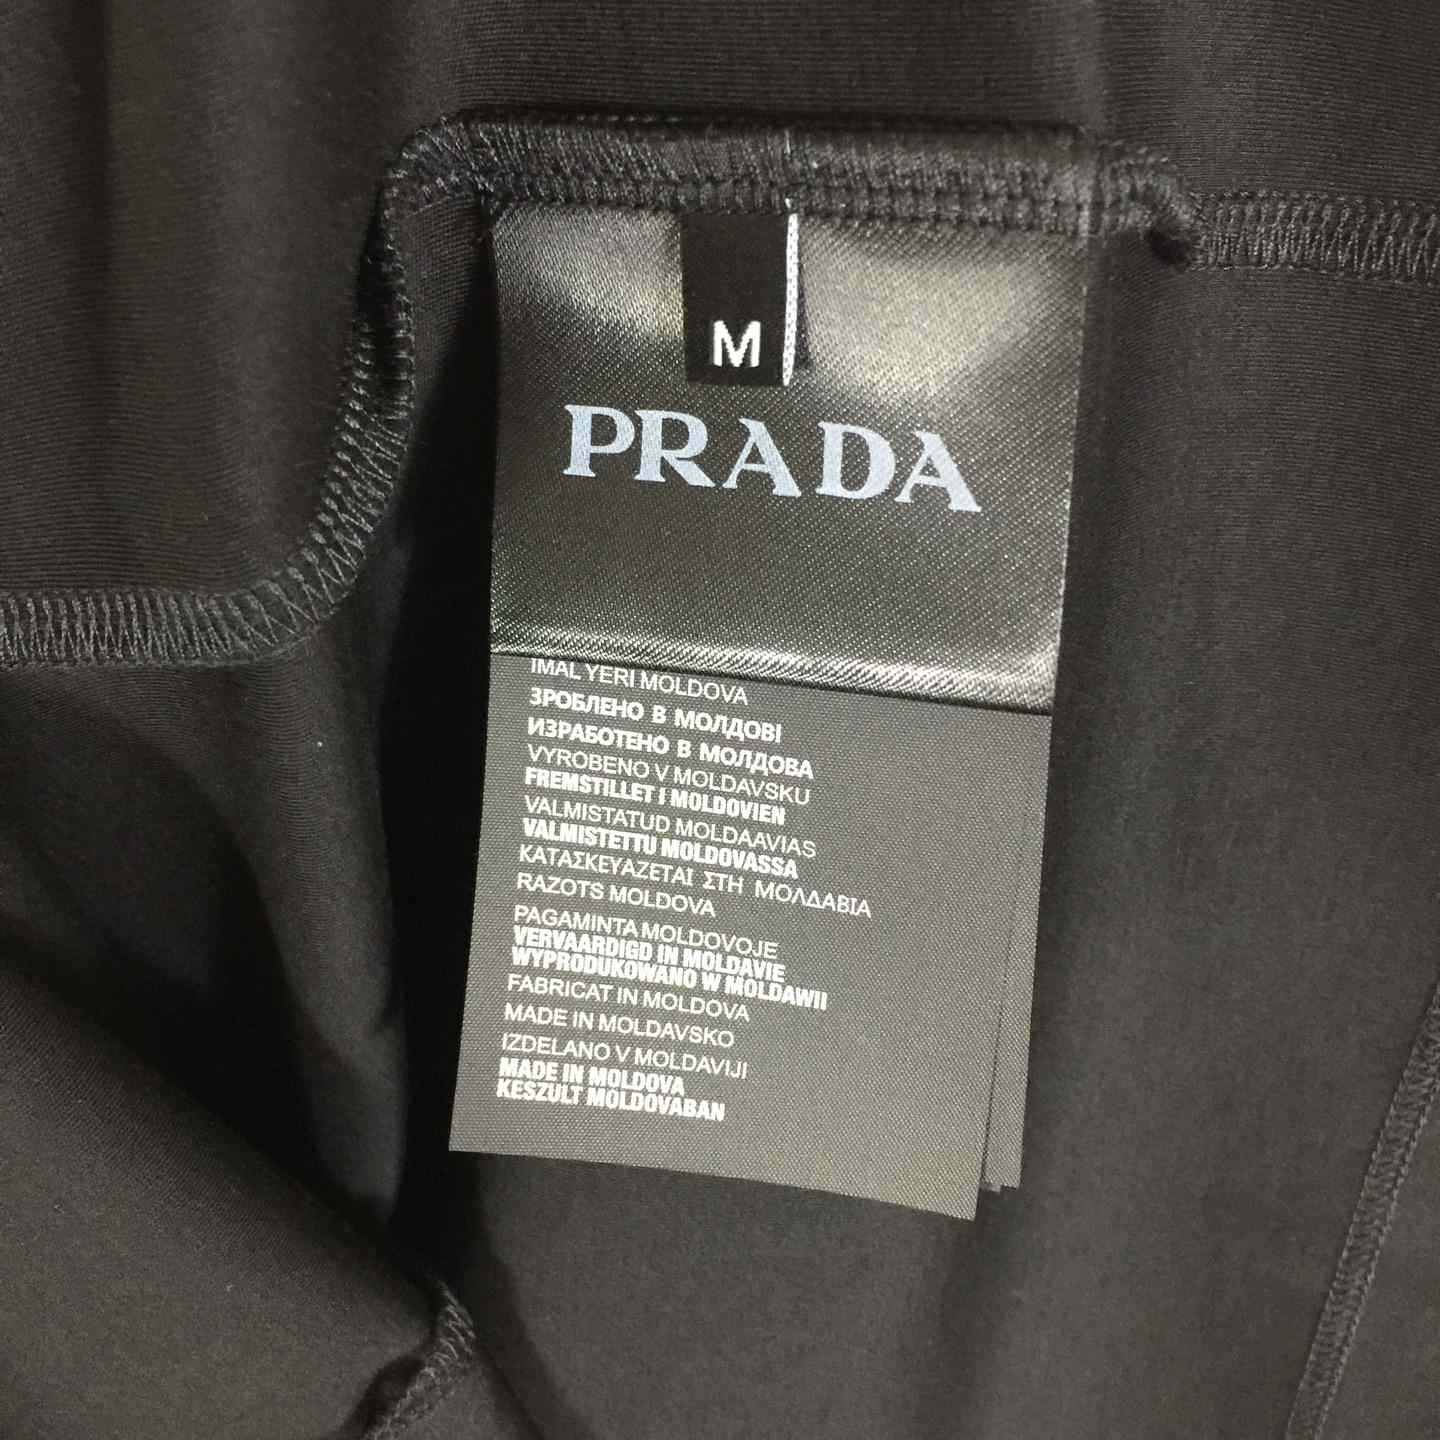 M
PRADA
IMAL YERI MOLDOVA
ЗРОБЛЕНО В МОЛДОВІ
ИЗРАБОТЕНО В МОЛДОВА
VYROBENO V MOLDAVSKU
FREMSTILLET I MOLDOVIEN
VALMISTATUD MOLDAAVIAS
VALMISTETTU MOLDOVASSA
ΚΑΤΑΣΚΕΥΑΖΕΤΑΙ ΣΤΗ ΜΟΛΔΑΒΙΑ
RAZOTS MOLDOVA
PAGAMINTA MOLDOVOJE
VERVAARDIGD IN MOLDAVIE
WYPRODUKOWANO W MOLDAWII
FABRICAT IN MOLDOVA
MADE IN MOLDAVSKO
IZDELANO V MOLDAVIJI
MADE IN MOLDOVA
KESZULT MOLDOVABAN